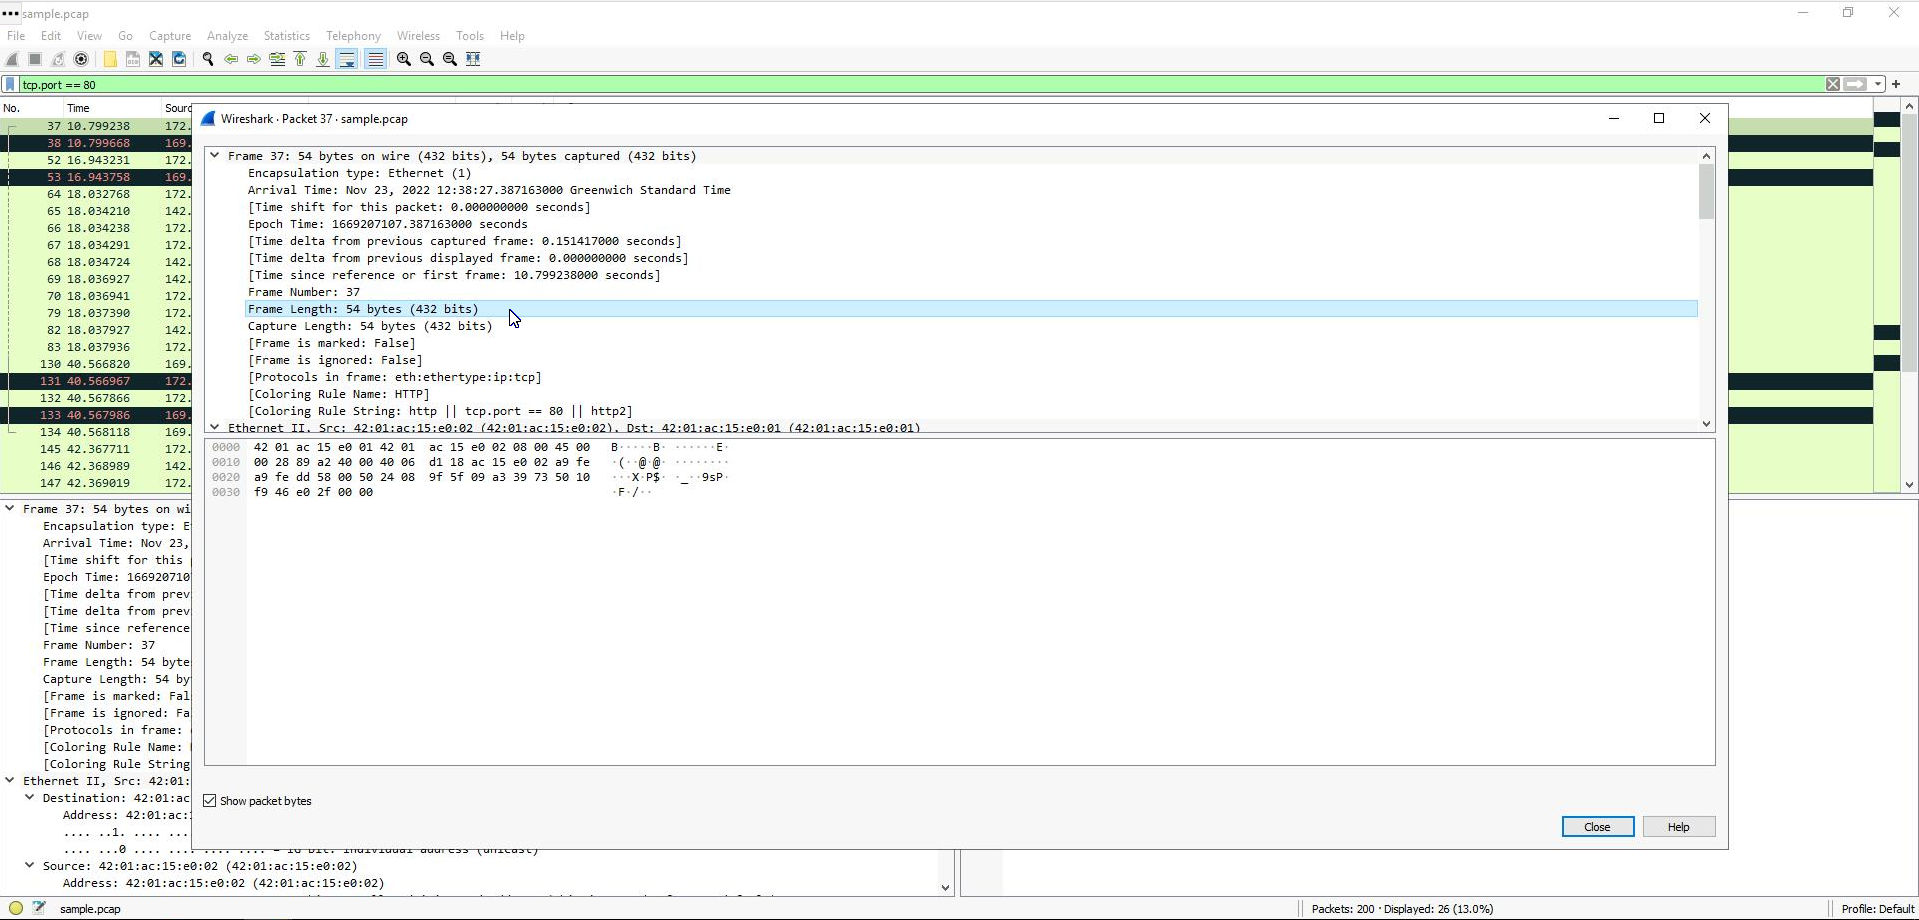 sample.pcap
File Edit View Go Capture Analyze Statistics Telephony Wireless Tools Help
tcp.port == 80
No. Time Sourc
37 10.799238 172.
38 10.799668 169.
52 16.943231 172.
53 16.943758 169.
64 18.032768 172.
65 18.034210 142.
66 18.034238 172.
67 18.034291 172.
68 18.034724 142.
69 18.036927 142.
70 18.036941 172.
79 18.037390 172.
82 18.037927 142.
83 18.037936 172.
130 40.566820 169.
131 40.566967 172.
132 40.567866 172.
133 40.567986 169.
134 40.568118 169.
145 42.367711 172.
146 42.368989 142.
147 42.369019 172.
Wireshark · Packet 37 · sample.pcap
Frame 37: 54 bytes on wire (432 bits), 54 bytes captured (432 bits)
Encapsulation type: Ethernet (1)
Arrival Time: Nov 23, 2022 12:38:27.387163000 Greenwich Standard Time
[Time shift for this packet: 0.000000000 seconds]
Epoch Time: 1669207107.387163000 seconds
[Time delta from previous captured frame: 0.151417000 seconds]
[Time delta from previous displayed frame: 0.000000000 seconds]
[Time since reference or first frame: 10.799238000 seconds]
Frame Number: 37
Frame Length: 54 bytes (432 bits)
Capture Length: 54 bytes (432 bits)
[Frame is marked: False]
[Frame is ignored: False]
[Protocols in frame: eth:ethertype:ip:tcp]
[Coloring Rule Name: HTTP]
[Coloring Rule String: http || tcp.port == 80 || http2]
Ethernet II, Src: 42:01:ac:15:e0:02 (42:01:ac:15:e0:02), Dst: 42:01:ac:15:e0:01 (42:01:ac:15:e0:01)
0000 42 01 ac 15 e0 01 42 01 ac 15 e0 02 08 00 45 00 B·····B· ······E·
0010 00 28 89 a2 40 00 40 06 d1 18 ac 15 e0 02 a9 fe ·(··@·@· ········
0020 a9 fe dd 58 00 50 24 08 9f 5f 09 a3 39 73 50 10 ···X·P$· ·_··9sP·
0030 f9 46 e0 2f 00 00 ·F·/··
Show packet bytes
Close Help
Frame 37: 54 bytes on wi
Encapsulation type: E
Arrival Time: Nov 23,
[Time shift for this
Epoch Time: 166920710
[Time delta from prev
[Time delta from prev
[Time since reference
Frame Number: 37
Frame Length: 54 byte
Capture Length: 54 by
[Frame is marked: Fal
[Frame is ignored: Fa
[Protocols in frame:
[Coloring Rule Name:
[Coloring Rule String
Ethernet II, Src: 42:01:
Destination: 42:01:ac
Address: 42:01:ac:
.... ..1. .... ...
.... ...0 .... .... .... .... = IG bit: Individual address (unicast)
Source: 42:01:ac:15:e0:02 (42:01:ac:15:e0:02)
Address: 42:01:ac:15:e0:02 (42:01:ac:15:e0:02)
sample.pcap
Packets: 200 · Displayed: 26 (13.0%)
Profile: Default